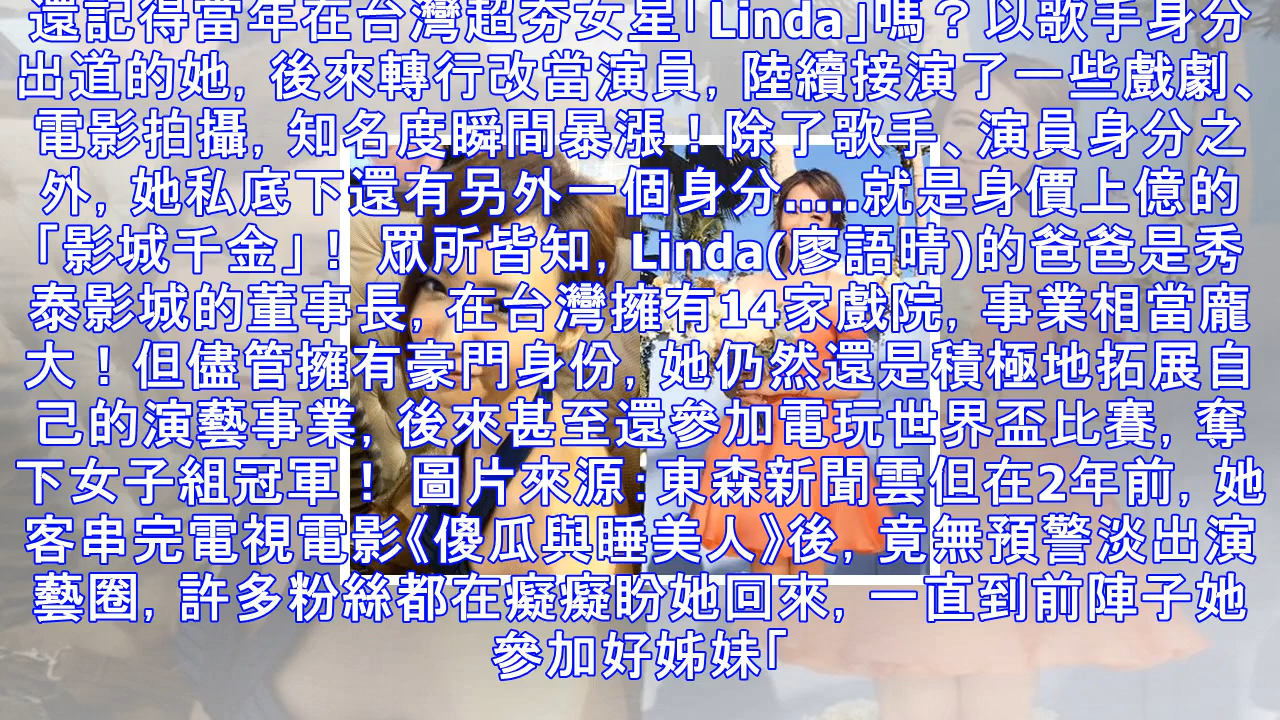 還記得當年在台灣超夯女星「Linda」嗎？以歌手身分
出道的她, 後來轉行改當演員, 陸續接演了一些戲劇、
電影拍攝, 知名度瞬間暴漲！除了歌手、演員身分之
外, 她私底下還有另外一個身分.....就是身價上億的
「影城千金」！ 眾所皆知, Linda(廖語晴)的爸爸是秀
泰影城的董事長, 在台灣擁有14家戲院, 事業相當龐
大！但儘管擁有豪門身份, 她仍然還是積極地拓展自
己的演藝事業, 後來甚至還參加電玩世界盃比賽, 奪
下女子組冠軍！ 圖片來源：東森新聞雲但在2年前, 她
客串完電視電影《傻瓜與睡美人》後, 竟無預警淡出演
藝圈, 許多粉絲都在癡癡盼她回來, 一直到前陣子她
參加好姊妹「